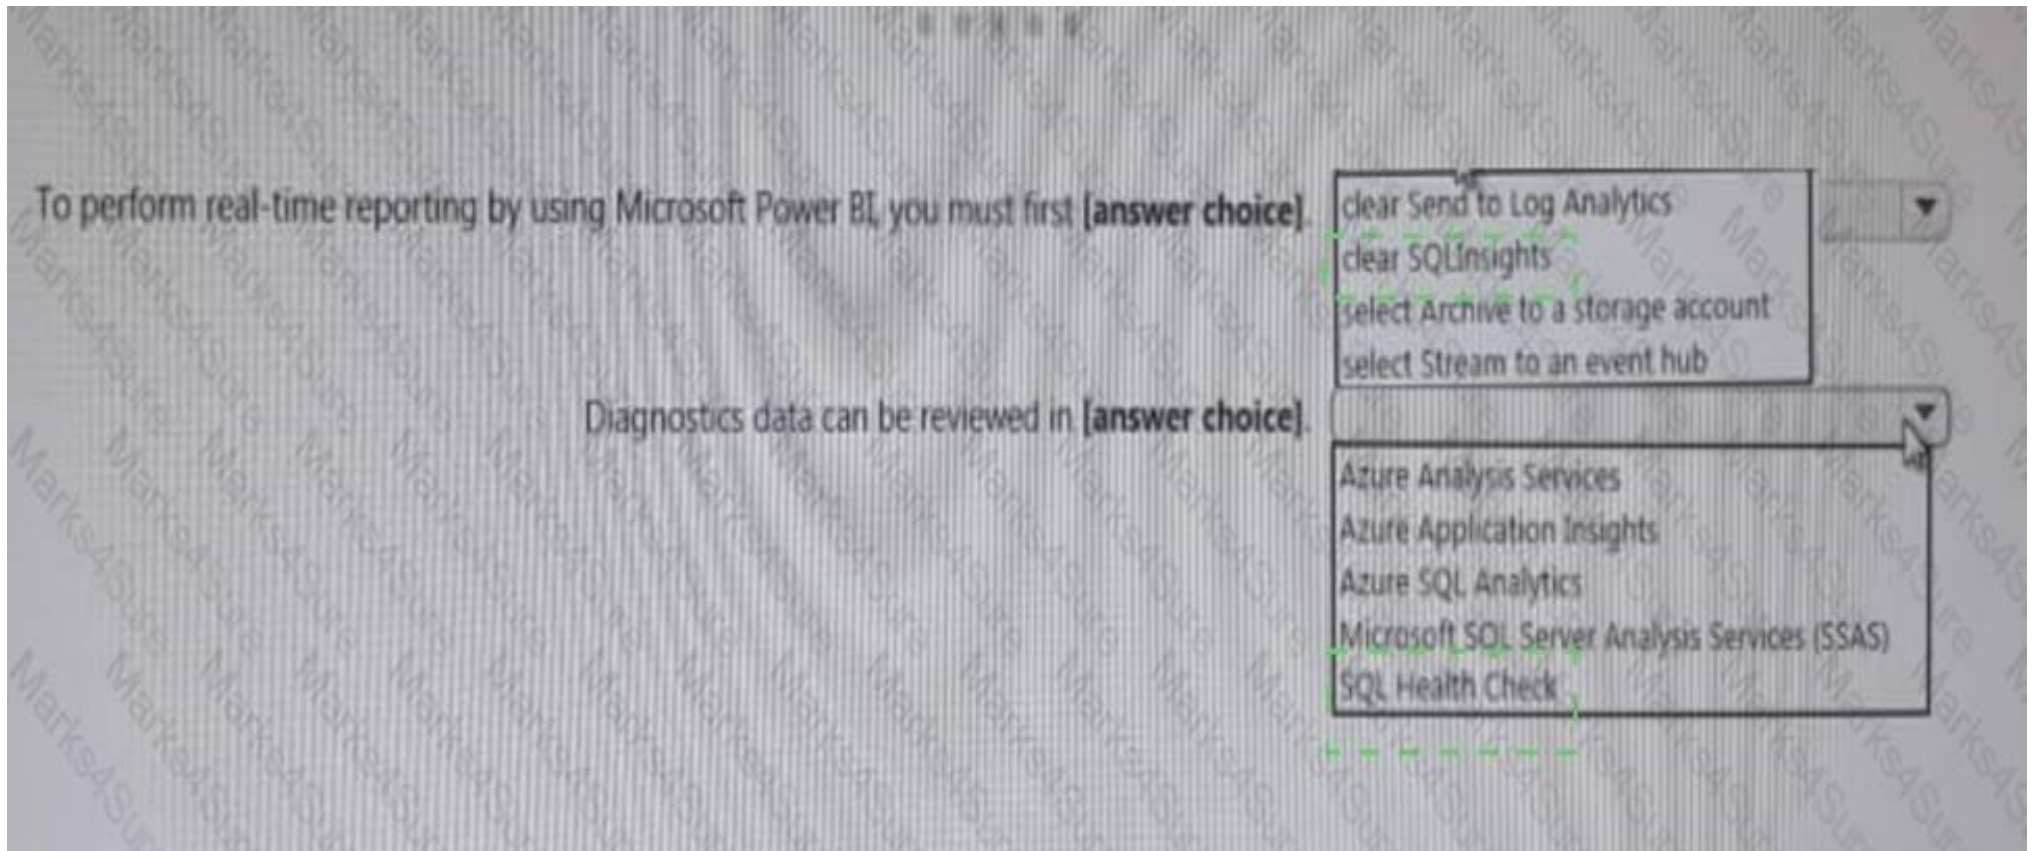 To perform real-time reporting by using Microsoft Power BI, you must first [answer choice].
clear Send to Log Analytics
clear SQLInsights
select Archive to a storage account
select Stream to an event hub
Diagnostics data can be reviewed in [answer choice].
Azure Analysis Services
Azure Application Insights
Azure SQL Analytics
Microsoft SQL Server Analysis Services (SSAS)
SQL Health Check
Marks4Sure